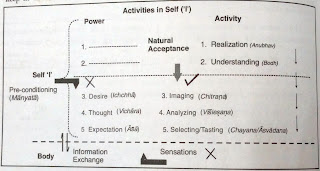 Activities in Self ('I')
Power Activity
Natural
Acceptance
1. 1. Realization (Anubhav)
2. 2. Understanding (Bodh)
Self 'I'
Pre-conditioning
(Mānyatā)
3. Desire (Ichchhā) 3. Imaging (Chitraṇa)
4. Thought (Vichāra) 4. Analyzing (Viśleṣaṇa)
5 Expectation (Āśā) 5. Selecting/Tasting (Chayana/Āsvādana)
Body Information
Exchange
Sensations